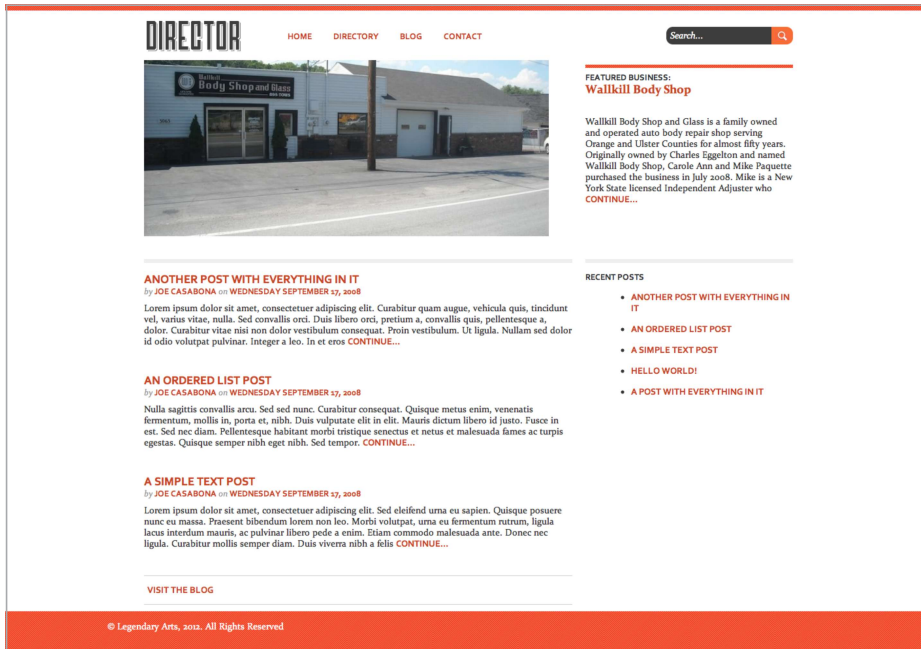 DIRECTOR
HOME DIRECTORY BLOG CONTACT
Search...
Wallkill
Body Shop and Glass
FEATURED BUSINESS:
Wallkill Body Shop
Wallkill Body Shop and Glass is a family owned
and operated auto body repair shop serving
Orange and Ulster Counties for almost fifty years.
Originally owned by Charles Eggelton and named
Wallkill Body Shop, Carole Ann and Mike Paquette
purchased the business in July 2008. Mike is a New
York State licensed Independent Adjuster who
CONTINUE...
ANOTHER POST WITH EVERYTHING IN IT
by JOE CASABONA on WEDNESDAY SEPTEMBER 17, 2008
Lorem ipsum dolor sit amet, consectetuer adipiscing elit. Curabitur quam augue, vehicula quis, tincidunt
vel, varius vitae, nulla. Sed convallis orci. Duis libero orci, pretium a, convallis quis, pellentesque a,
dolor. Curabitur vitae nisi non dolor vestibulum consequat. Proin vestibulum. Ut ligula. Nullam sed dolor
id odio volutpat pulvinar. Integer a leo. In et eros CONTINUE...
AN ORDERED LIST POST
by JOE CASABONA on WEDNESDAY SEPTEMBER 17, 2008
Nulla sagittis convallis arcu. Sed sed nunc. Curabitur consequat. Quisque metus enim, venenatis
fermentum, mollis in, porta et, nibh. Duis vulputate elit in elit. Mauris dictum libero id justo. Fusce in
est. Sed nec diam. Pellentesque habitant morbi tristique senectus et netus et malesuada fames ac turpis
egestas. Quisque semper nibh eget nibh. Sed tempor. CONTINUE...
A SIMPLE TEXT POST
by JOE CASABONA on WEDNESDAY SEPTEMBER 17, 2008
Lorem ipsum dolor sit amet, consectetuer adipiscing elit. Sed eleifend urna eu sapien. Quisque posuere
nunc eu massa. Praesent bibendum lorem non leo. Morbi volutpat, urna eu fermentum rutrum, ligula
lacus interdum mauris, ac pulvinar libero pede a enim. Etiam commodo malesuada ante. Donec nec
ligula. Curabitur mollis semper diam. Duis viverra nibh a felis CONTINUE...
VISIT THE BLOG
RECENT POSTS
ANOTHER POST WITH EVERYTHING IN
IT
AN ORDERED LIST POST
A SIMPLE TEXT POST
HELLO WORLD!
A POST WITH EVERYTHING IN IT
© Legendary Arts, 2012. All Rights Reserved